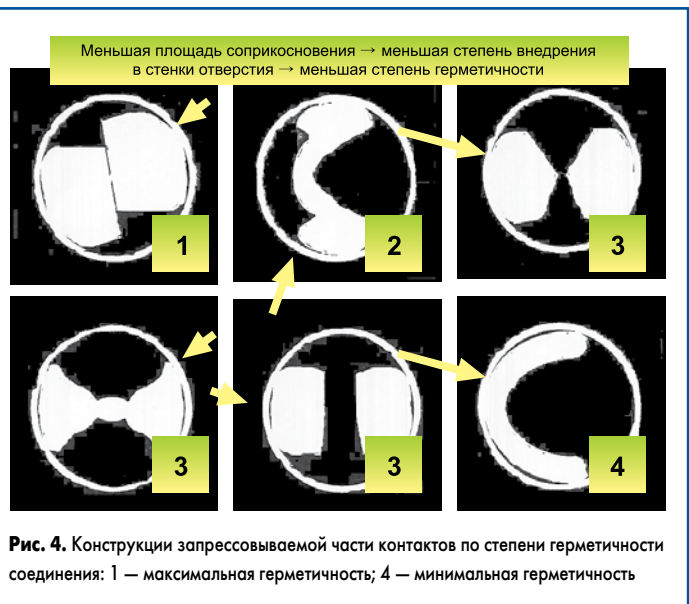 Меньшая площадь соприкосновения → меньшая степень внедрения
в стенки отверстия → меньшая степень герметичности
1
2
3
3
3
4
Рис. 4. Конструкции запрессовываемой части контактов по степени герметичности
соединения: 1 — максимальная герметичность; 4 — минимальная герметичность